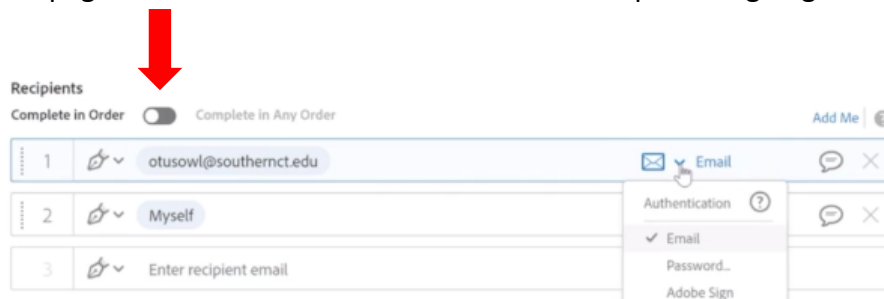 Recipients
Complete in Order Complete in Any Order Add Me
1 otusowl@southernct.edu Email
Authentication ?
2 Myself
✓ Email
3 Enter recipient email Password...
Adobe Sign